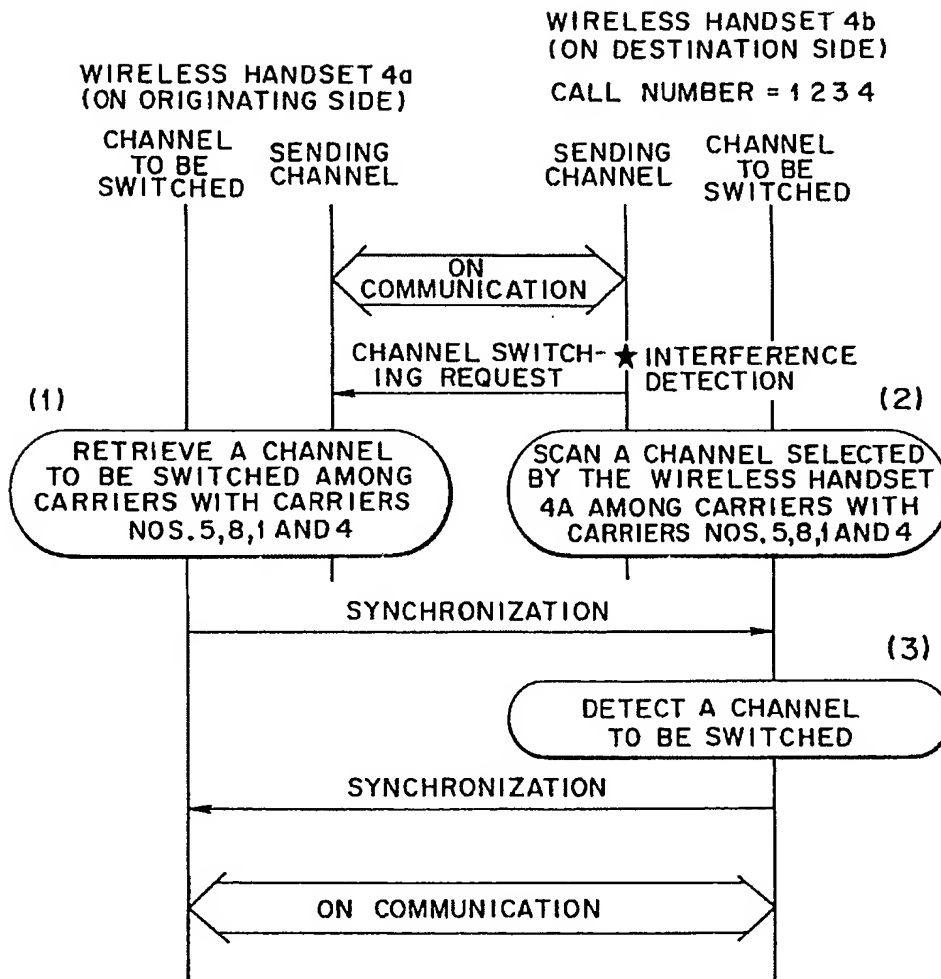 WIRELESS HANDSET 4b
(ON DESTINATION SIDE)
WIRELESS HANDSET 4a
(ON ORIGINATING SIDE)
CALL NUMBER = 1 2 3 4
CHANNEL
TO BE
SWITCHED
SENDING
CHANNEL
SENDING
CHANNEL
CHANNEL
TO BE
SWITCHED
ON
COMMUNICATION
CHANNEL SWITCH-
ING REQUEST
★ INTERFERENCE
DETECTION
(1)
(2)
RETRIEVE A CHANNEL
TO BE SWITCHED AMONG
CARRIERS WITH CARRIERS
NOS. 5,8,1 AND 4
SCAN A CHANNEL SELECTED
BY THE WIRELESS HANDSET
4A AMONG CARRIERS WITH
CARRIERS NOS. 5,8,1 AND 4
SYNCHRONIZATION
(3)
DETECT A CHANNEL
TO BE SWITCHED
SYNCHRONIZATION
ON COMMUNICATION